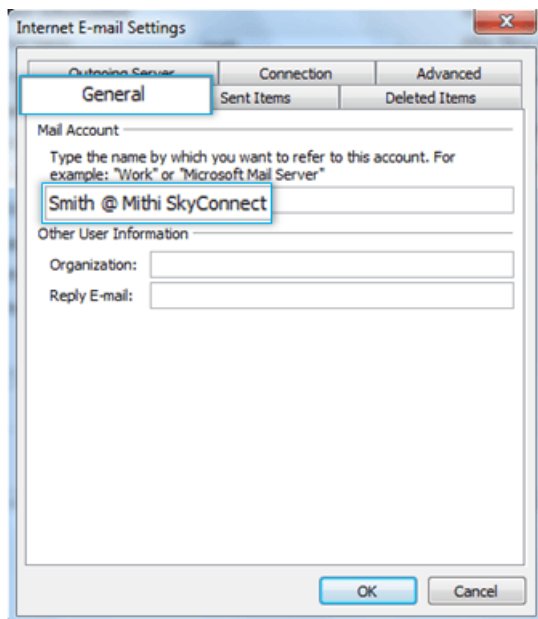 Internet E-mail Settings
X
Outgoing Server Connection Advanced
General Sent Items Deleted Items
Mail Account
Type the name by which you want to refer to this account. For
example: "Work" or "Microsoft Mail Server"
Smith @ Mithi SkyConnect
Other User Information
Organization:
Reply E-mail:
OK Cancel